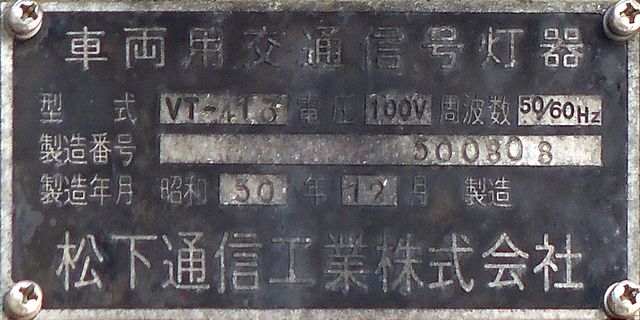 車両用交通信号灯器
型式 VT-413 電圧 100V 周波数 50/60Hz
製造番号 500808
製造年月 昭和 50 年 12 月 製造
松下通信工業株式会社